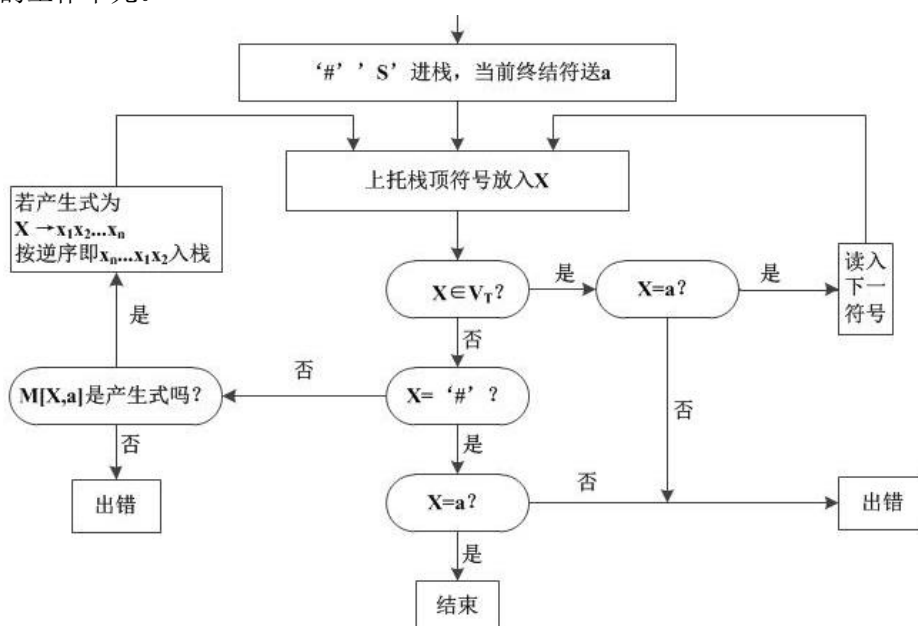 ‘#’ ’S’ 进栈，当前终结符送a
上托栈顶符号放入X
若产生式为
X →x₁x₂...xₙ
按逆序即xₙ...x₁x₂入栈
X∈V_T？
是
X=a？
是
读入
下一
符号
是
否
M[X,a]是产生式吗？
否
X= ‘#’ ？
否
否
是
出错
X=a？
否
出错
是
结束